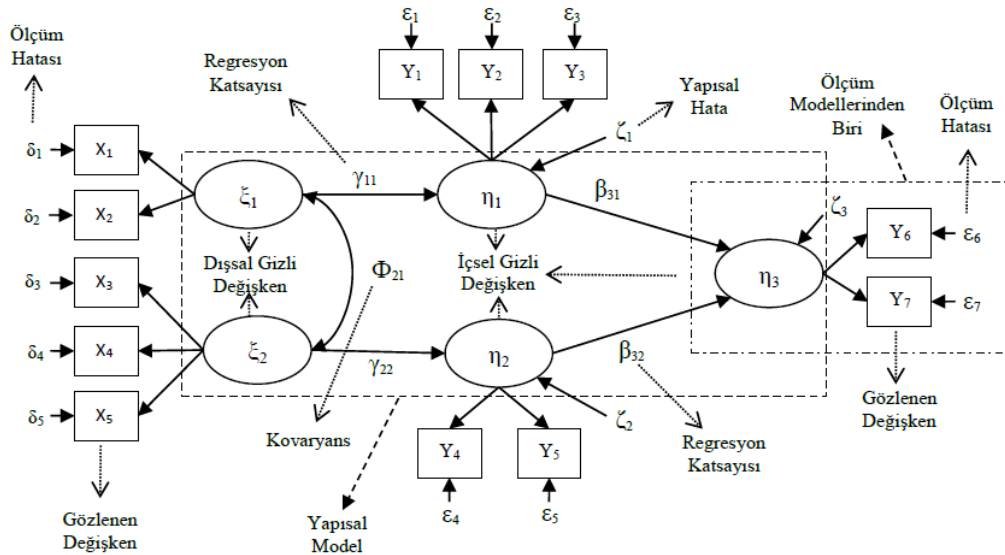 ε1
ε2
ε3
Ölçüm
Hatası
Regresyon
Katsayısı
Y1
Y2
Y3
Yapısal
Hata
Ölçüm
Modellerinden
Biri
Ölçüm
Hatası
δ1
X1
ζ1
ξ1
γ11
η1
β31
δ2
X2
ζ3
Y6
ε6
Dışsal Gizli
Değişken
Φ21
İçsel Gizli
Değişken
η3
δ3
X3
Y7
ε7
δ4
X4
ξ2
γ22
η2
β32
δ5
X5
ζ2
Gözlenen
Değişken
Kovaryans
Y4
Y5
Regresyon
Katsayısı
ε4
ε5
Gözlenen
Değişken
Yapısal
Model